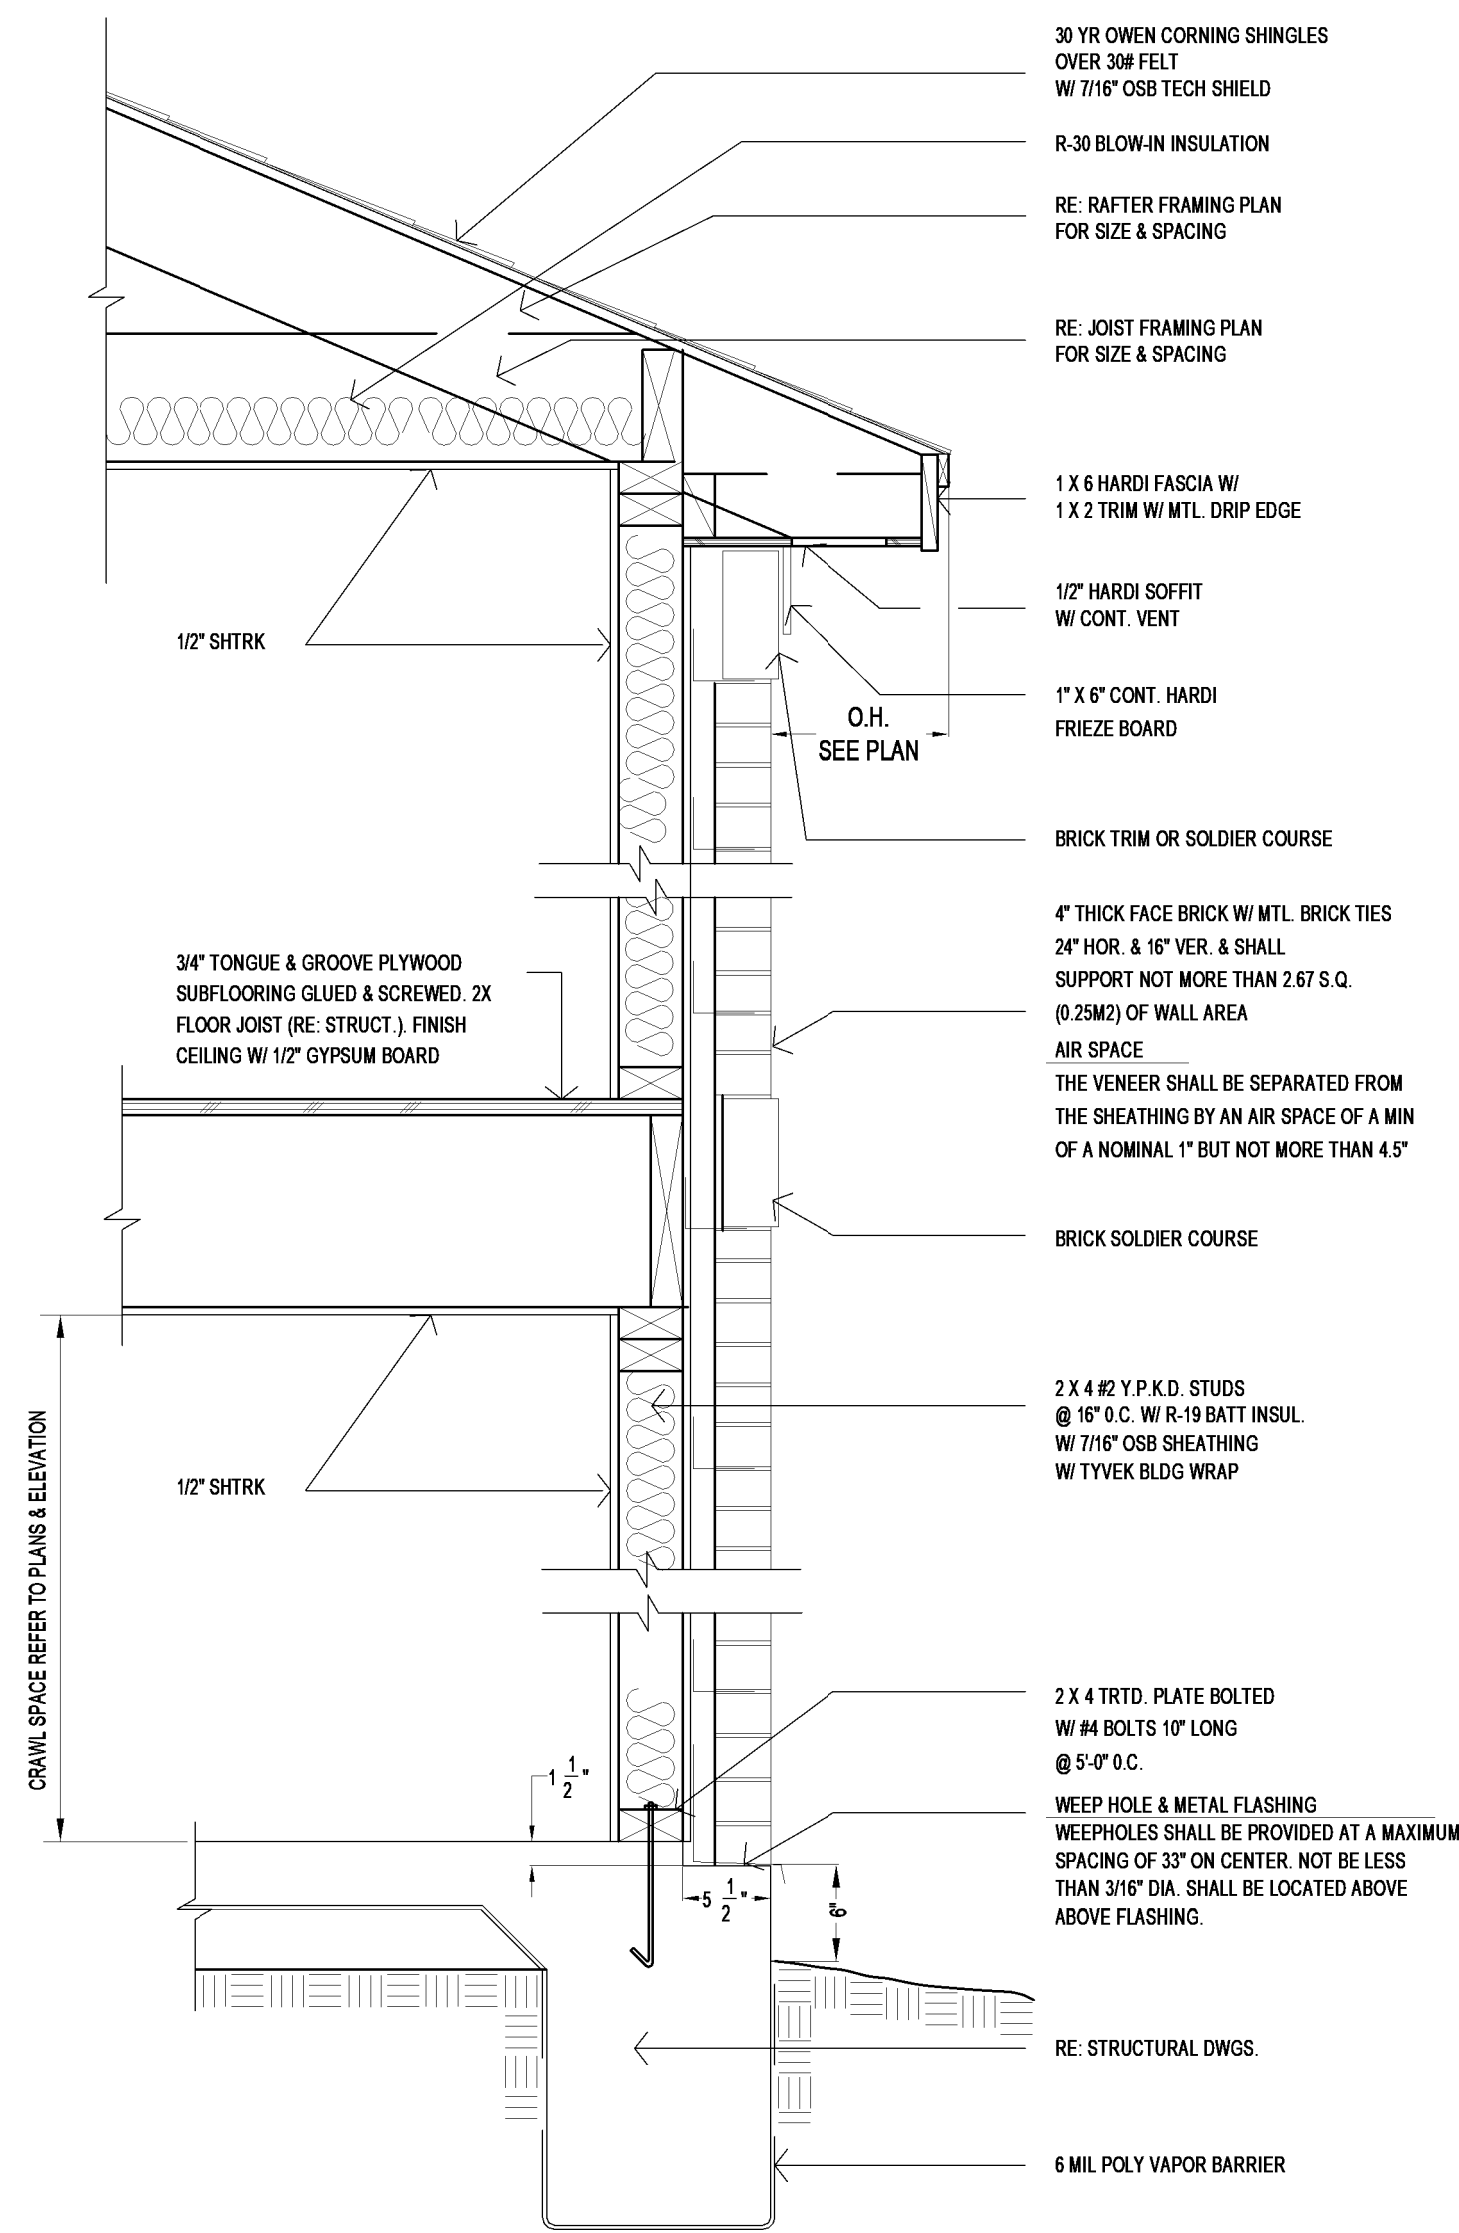 30 YR OWEN CORNING SHINGLES
OVER 30# FELT
W/ 7/16" OSB TECH SHIELD
R-30 BLOW-IN INSULATION
RE: RAFTER FRAMING PLAN
FOR SIZE & SPACING
RE: JOIST FRAMING PLAN
FOR SIZE & SPACING
1 X 6 HARDI FASCIA W/
1 X 2 TRIM W/ MTL. DRIP EDGE
1/2" HARDI SOFFIT
W/ CONT. VENT
1/2" SHTRK
1" X 6" CONT. HARDI
FRIEZE BOARD
O.H.
SEE PLAN
BRICK TRIM OR SOLDIER COURSE
4" THICK FACE BRICK W/ MTL. BRICK TIES
24" HOR. & 16" VER. & SHALL
SUPPORT NOT MORE THAN 2.67 S.Q.
(0.25M2) OF WALL AREA
AIR SPACE
THE VENEER SHALL BE SEPARATED FROM
THE SHEATHING BY AN AIR SPACE OF A MIN
OF A NOMINAL 1" BUT NOT MORE THAN 4.5"
3/4" TONGUE & GROOVE PLYWOOD
SUBFLOORING GLUED & SCREWED. 2X
FLOOR JOIST (RE: STRUCT.). FINISH
CEILING W/ 1/2" GYPSUM BOARD
BRICK SOLDIER COURSE
2 X 4 #2 Y.P.K.D. STUDS
@ 16" O.C. W/ R-19 BATT INSUL.
W/ 7/16" OSB SHEATHING
W/ TYVEK BLDG WRAP
1/2" SHTRK
CRAWL SPACE REFER TO PLANS & ELEVATION
2 X 4 TRTD. PLATE BOLTED
W/ #4 BOLTS 10" LONG
@ 5'-0" O.C.
1 1/2"
WEEP HOLE & METAL FLASHING
WEEPHOLES SHALL BE PROVIDED AT A MAXIMUM
SPACING OF 33" ON CENTER. NOT BE LESS
THAN 3/16" DIA. SHALL BE LOCATED ABOVE
ABOVE FLASHING.
5 1/2"
6"
RE: STRUCTURAL DWGS.
6 MIL POLY VAPOR BARRIER